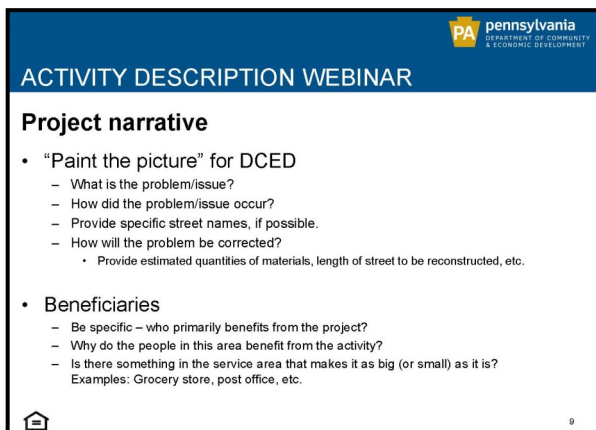 PA pennsylvania
DEPARTMENT OF COMMUNITY
& ECONOMIC DEVELOPMENT
ACTIVITY DESCRIPTION WEBINAR
Project narrative
• “Paint the picture” for DCED
– What is the problem/issue?
– How did the problem/issue occur?
– Provide specific street names, if possible.
– How will the problem be corrected?
• Provide estimated quantities of materials, length of street to be reconstructed, etc.
• Beneficiaries
– Be specific – who primarily benefits from the project?
– Why do the people in this area benefit from the activity?
– Is there something in the service area that makes it as big (or small) as it is?
Examples: Grocery store, post office, etc.
9